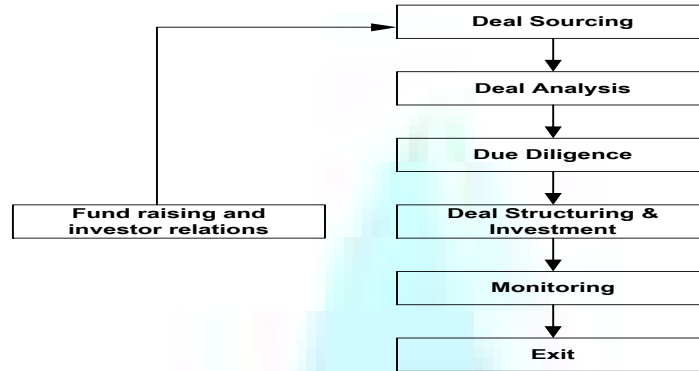 Deal Sourcing
Deal Analysis
Due Diligence
Fund raising and
investor relations
Deal Structuring &
Investment
Monitoring
Exit